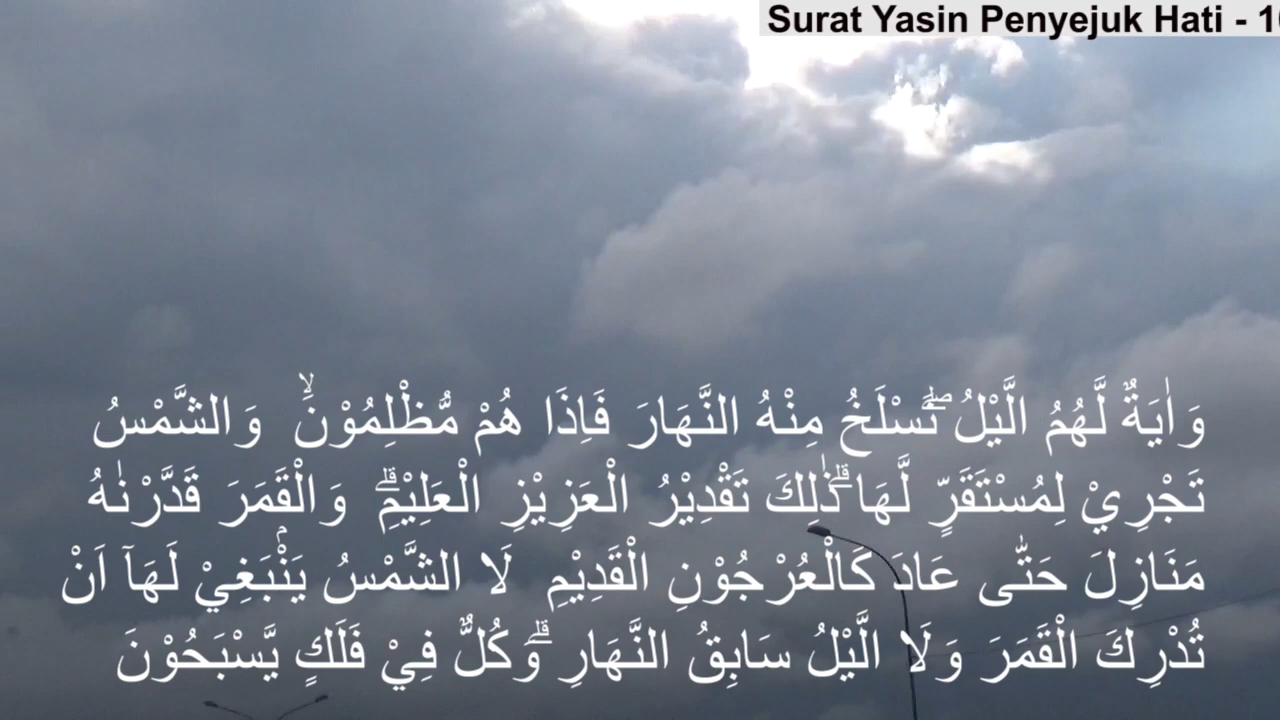 Surat Yasin Penyejuk Hati - 10
وَاٰيَةٌ لَّهُمُ الَّيْلُ ۖنَسْلَخُ مِنْهُ النَّهَارَ فَاِذَا هُمْ مُّظْلِمُوْنَۙ وَالشَّمْسُ
تَجْرِيْ لِمُسْتَقَرٍّ لَّهَا ۗذٰلِكَ تَقْدِيْرُ الْعَزِيْزِ الْعَلِيْمِۗ وَالْقَمَرَ قَدَّرْنٰهُ
مَنَازِلَ حَتّٰى عَادَ كَالْعُرْجُوْنِ الْقَدِيْمِ لَا الشَّمْسُ يَنْۢبَغِيْ لَهَآ اَنْ
تُدْرِكَ الْقَمَرَ وَلَا الَّيْلُ سَابِقُ النَّهَارِ ۗوَكُلٌّ فِيْ فَلَكٍ يَّسْبَحُوْنَ